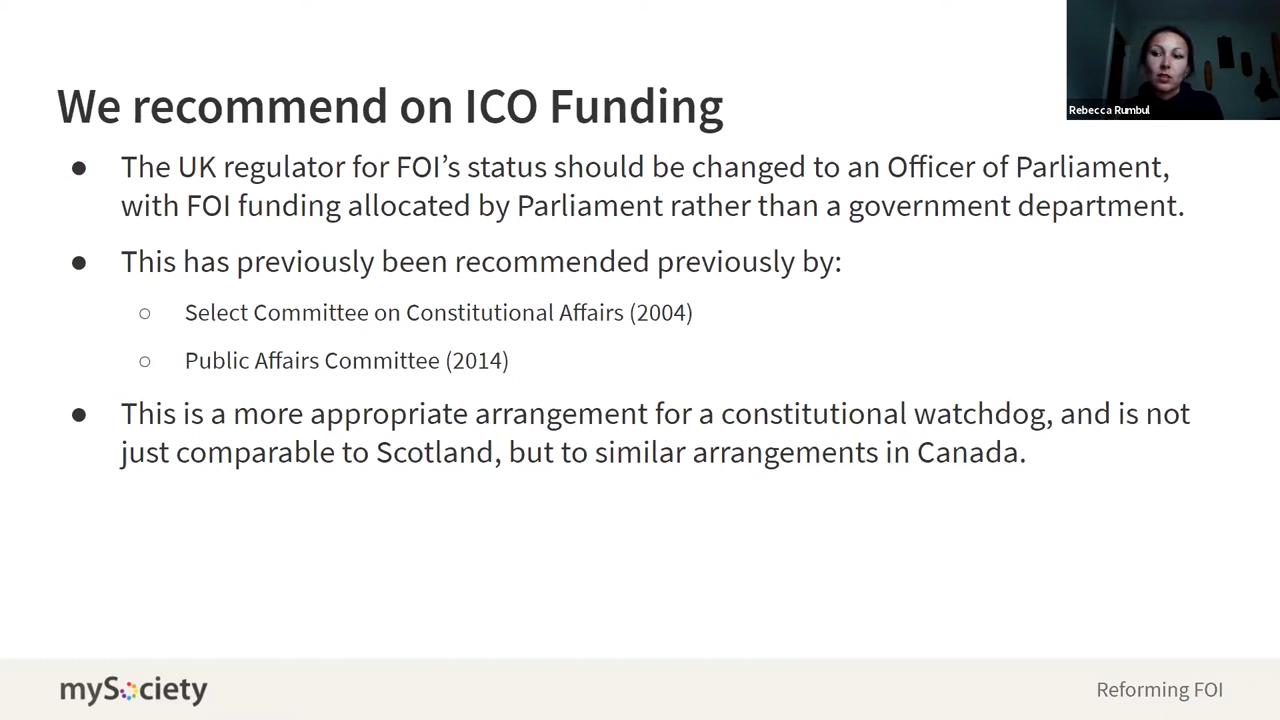 Rebecca Rumbul
We recommend on ICO Funding
● The UK regulator for FOI’s status should be changed to an Officer of Parliament,
with FOI funding allocated by Parliament rather than a government department.
● This has previously been recommended previously by:
○ Select Committee on Constitutional Affairs (2004)
○ Public Affairs Committee (2014)
● This is a more appropriate arrangement for a constitutional watchdog, and is not
just comparable to Scotland, but to similar arrangements in Canada.
mySociety
Reforming FOI